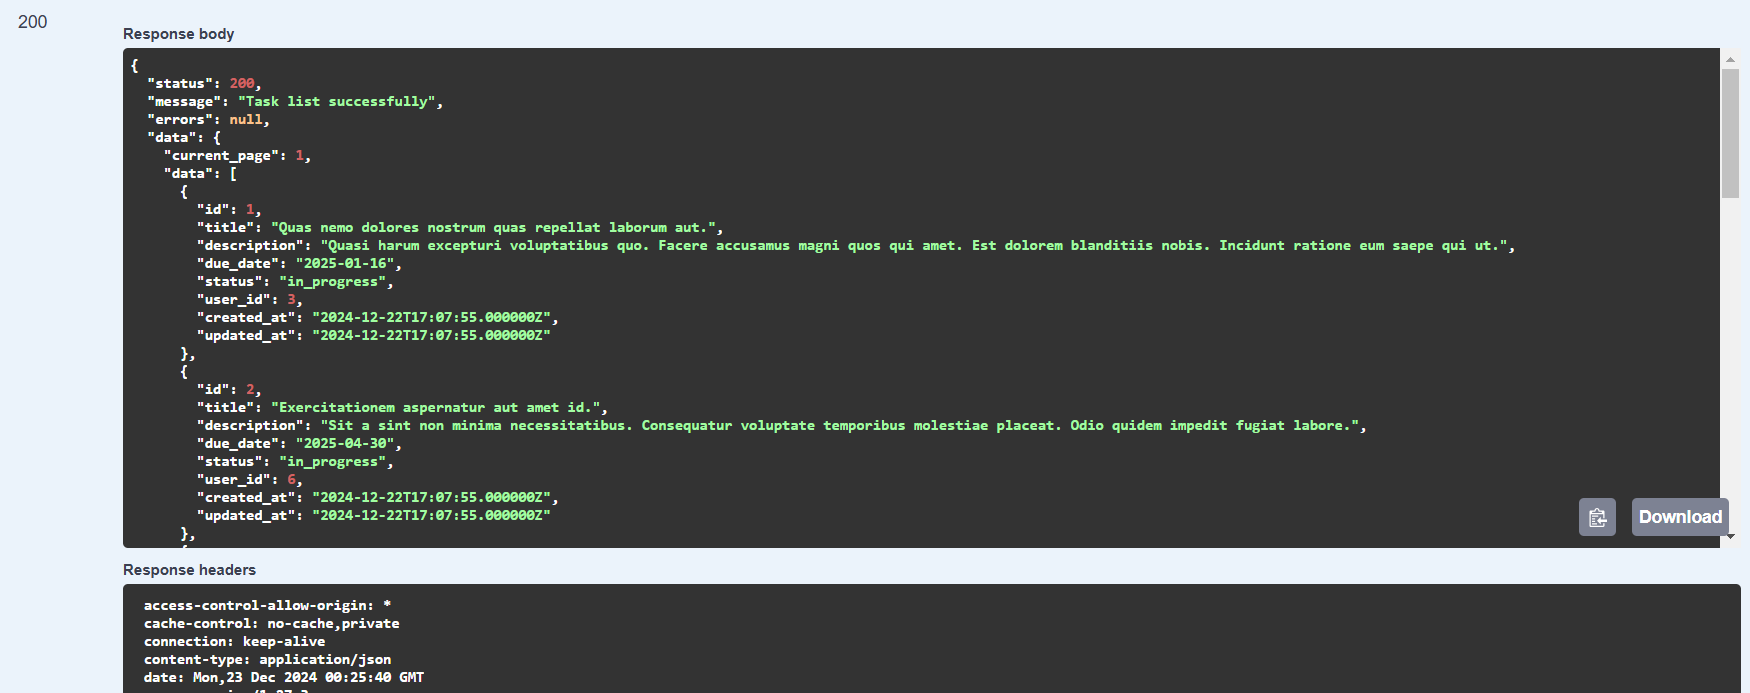 200
Response body
{
  "status": 200,
  "message": "Task list successfully",
  "errors": null,
  "data": {
    "current_page": 1,
    "data": [
      {
        "id": 1,
        "title": "Quas nemo dolores nostrum quas repellat laborum aut.",
        "description": "Quasi harum excepturi voluptatibus quo. Facere accusamus magni quos qui amet. Est dolorem blanditiis nobis. Incidunt ratione eum saepe qui ut.",
        "due_date": "2025-01-16",
        "status": "in_progress",
        "user_id": 3,
        "created_at": "2024-12-22T17:07:55.000000Z",
        "updated_at": "2024-12-22T17:07:55.000000Z"
      },
      {
        "id": 2,
        "title": "Exercitationem aspernatur aut amet id.",
        "description": "Sit a sint non minima necessitatibus. Consequatur voluptate temporibus molestiae placeat. Odio quidem impedit fugiat labore.",
        "due_date": "2025-04-30",
        "status": "in_progress",
        "user_id": 6,
        "created_at": "2024-12-22T17:07:55.000000Z",
        "updated_at": "2024-12-22T17:07:55.000000Z"
      },
Download
Response headers
access-control-allow-origin: *
cache-control: no-cache,private
connection: keep-alive
content-type: application/json
date: Mon,23 Dec 2024 00:25:40 GMT